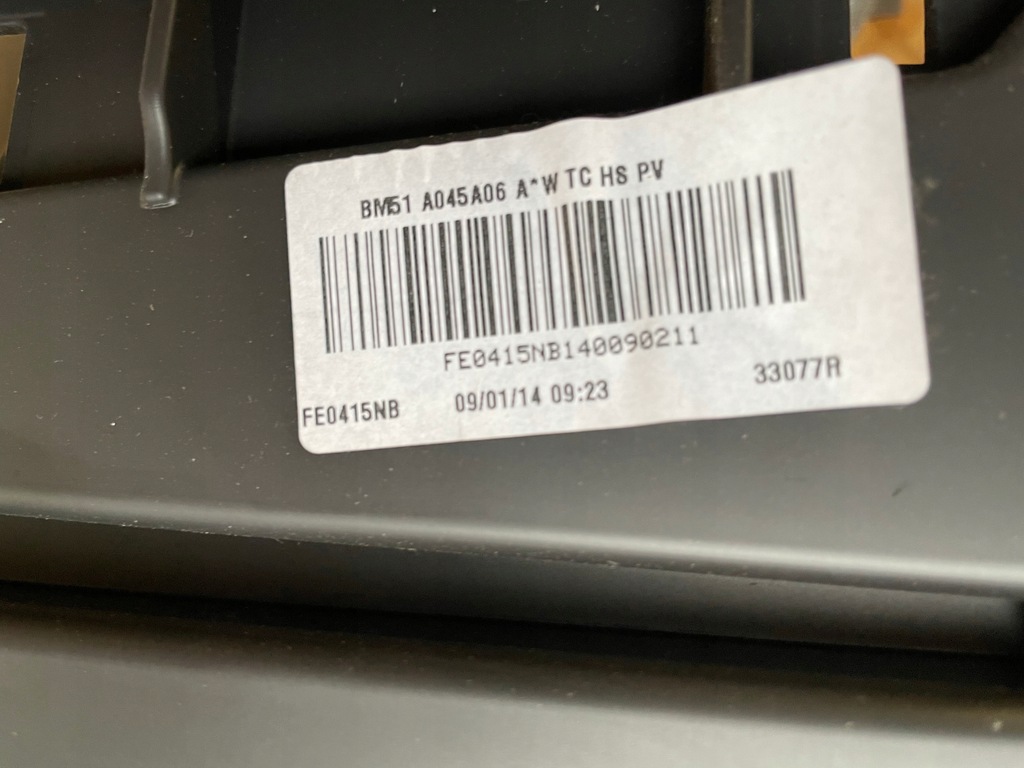 BM51 A045A06 A*W TC HS PV
FE0415NB140090211
FE0415NB 09/01/14 09:23 33077R